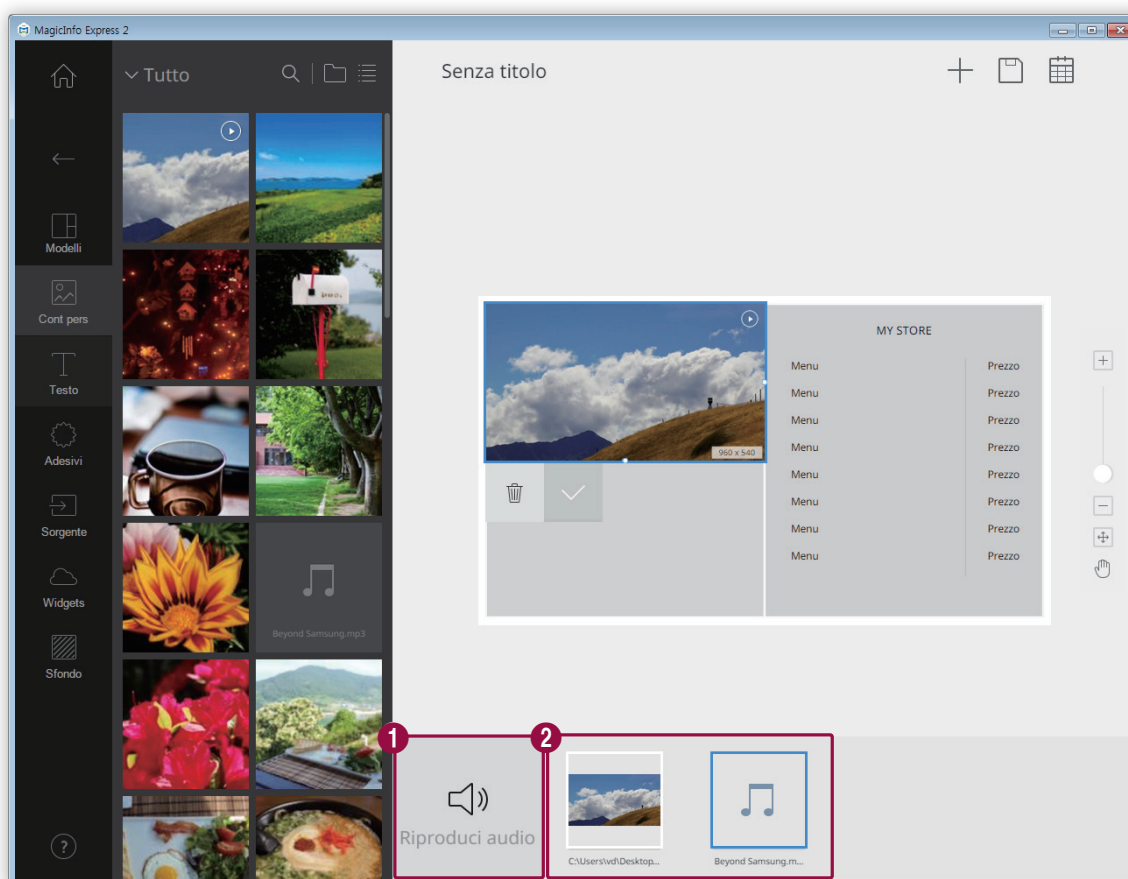 MagicInfo Express 2
Tutto
Senza titolo
Modelli
Cont pers
Testo
Adesivi
Sorgente
Widgets
Sfondo
?
Beyond Samsung.mp3
960 x 540
MY STORE
Menu Prezzo
Menu Prezzo
Menu Prezzo
Menu Prezzo
Menu Prezzo
Menu Prezzo
Menu Prezzo
Menu Prezzo
1
Riproduci audio
2
C:\Users\vd\Desktop...
Beyond Samsung.m...